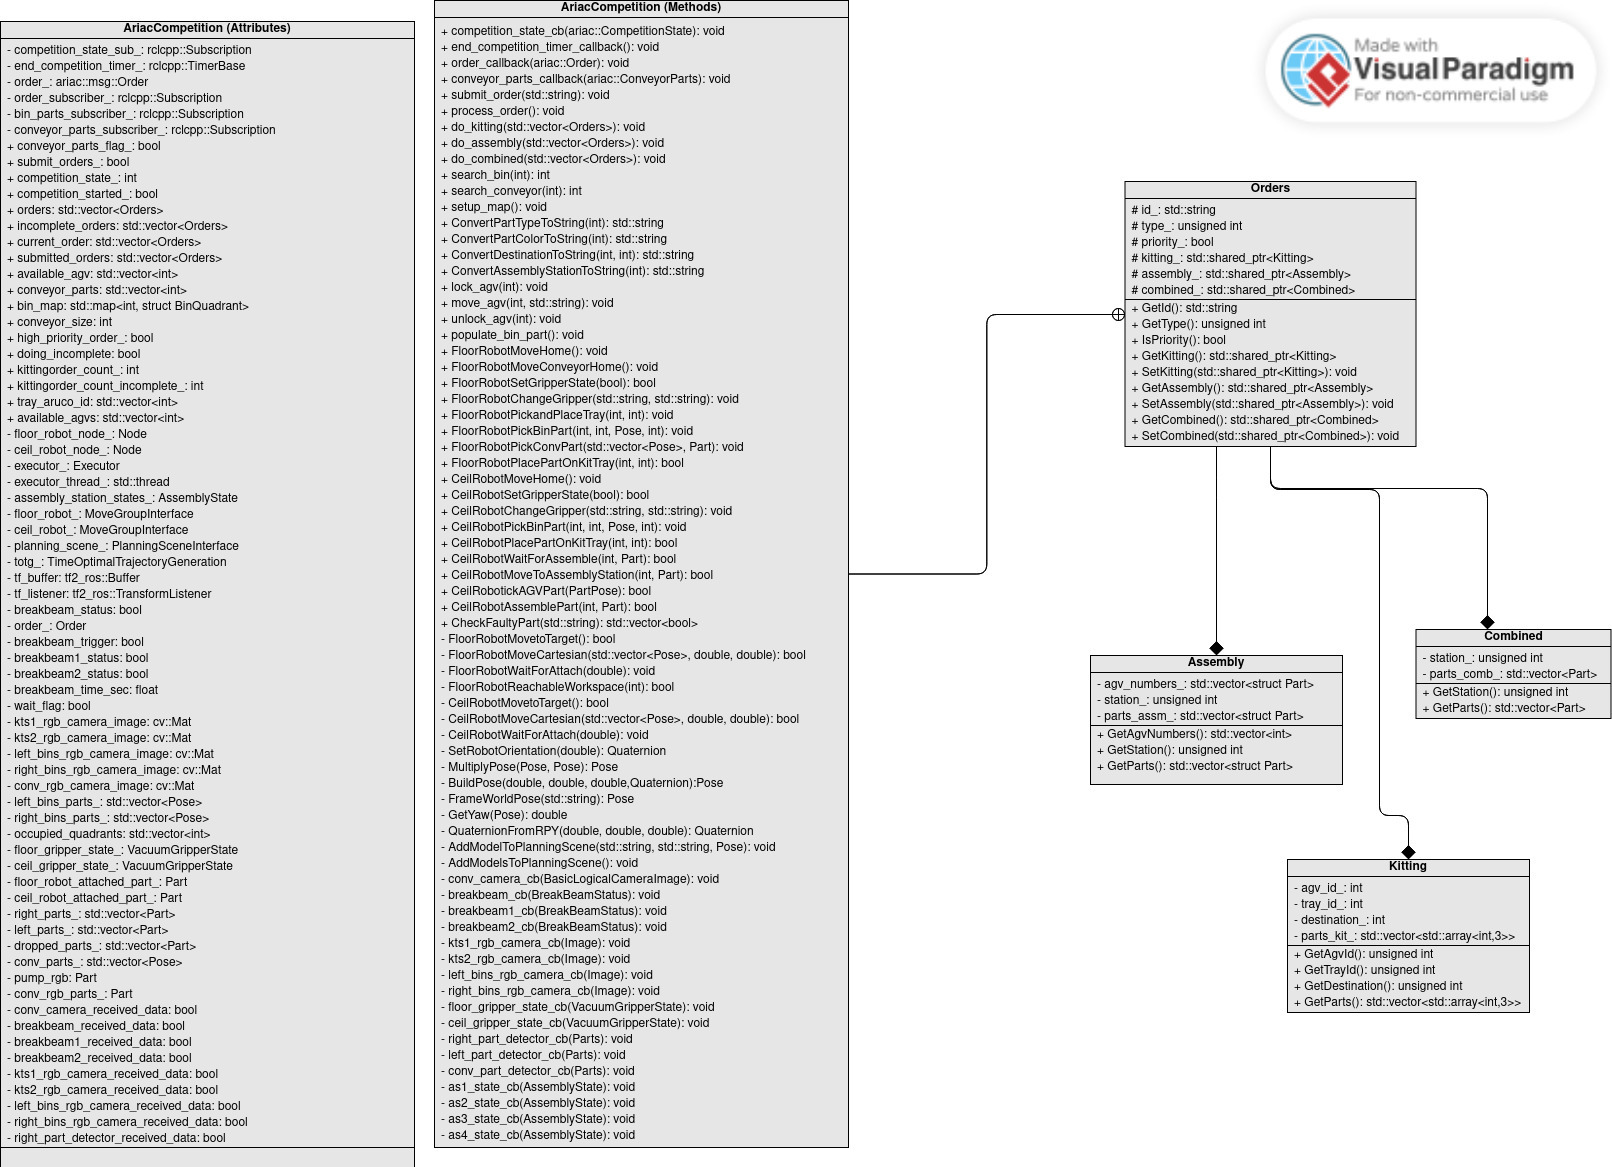 AriacCompetition (Attributes)
- competition_state_sub_: rclcpp::Subscription
- end_competition_timer_: rclcpp::TimerBase
- order_: ariac::msg::Order
- order_subscriber_: rclcpp::Subscription
- bin_parts_subscriber_: rclcpp::Subscription
- conveyor_parts_subscriber_: rclcpp::Subscription
+ conveyor_parts_flag_: bool
+ submit_orders_: bool
+ competition_state_: int
+ competition_started_: bool
+ orders: std::vector<Orders>
+ incomplete_orders: std::vector<Orders>
+ current_order: std::vector<Orders>
+ submitted_orders: std::vector<Orders>
+ available_agv: std::vector<int>
+ conveyor_parts: std::vector<int>
+ bin_map: std::map<int, struct BinQuadrant>
+ conveyor_size: int
+ high_priority_order_: bool
+ doing_incomplete: bool
+ kittingorder_count_: int
+ kittingorder_count_incomplete_: int
+ tray_aruco_id: std::vector<int>
+ available_agvs: std::vector<int>
- floor_robot_node_: Node
- ceil_robot_node_: Node
- executor_: Executor
- executor_thread_: std::thread
- assembly_station_states_: AssemblyState
- floor_robot_: MoveGroupInterface
- ceil_robot_: MoveGroupInterface
- planning_scene_: PlanningSceneInterface
- totg_: TimeOptimalTrajectoryGeneration
- tf_buffer: tf2_ros::Buffer
- tf_listener: tf2_ros::TransformListener
- breakbeam_status: bool
- order_: Order
- breakbeam_trigger: bool
- breakbeam1_status: bool
- breakbeam2_status: bool
- breakbeam_time_sec: float
- wait_flag: bool
- kts1_rgb_camera_image: cv::Mat
- kts2_rgb_camera_image: cv::Mat
- left_bins_rgb_camera_image: cv::Mat
- right_bins_rgb_camera_image: cv::Mat
- conv_rgb_camera_image: cv::Mat
- left_bins_parts_: std::vector<Pose>
- right_bins_parts_: std::vector<Pose>
- occupied_quadrants: std::vector<int>
- floor_gripper_state_: VacuumGripperState
- ceil_gripper_state_: VacuumGripperState
- floor_robot_attached_part_: Part
- ceil_robot_attached_part_: Part
- right_parts_: std::vector<Part>
- left_parts_: std::vector<Part>
- dropped_parts_: std::vector<Part>
- conv_parts_: std::vector<Pose>
- pump_rgb: Part
- conv_rgb_parts_: Part
- conv_camera_received_data: bool
- breakbeam_received_data: bool
- breakbeam1_received_data: bool
- breakbeam2_received_data: bool
- kts1_rgb_camera_received_data: bool
- kts2_rgb_camera_received_data: bool
- left_bins_rgb_camera_received_data: bool
- right_bins_rgb_camera_received_data: bool
- right_part_detector_received_data: bool
AriacCompetition (Methods)
+ competition_state_cb(ariac::CompetitionState): void
+ end_competition_timer_callback(): void
+ order_callback(ariac::Order): void
+ conveyor_parts_callback(ariac::ConveyorParts): void
+ submit_order(std::string): void
+ process_order(): void
+ do_kitting(std::vector<Orders>): void
+ do_assembly(std::vector<Orders>): void
+ do_combined(std::vector<Orders>): void
+ search_bin(int): int
+ search_conveyor(int): int
+ setup_map(): void
+ ConvertPartTypeToString(int): std::string
+ ConvertPartColorToString(int): std::string
+ ConvertDestinationToString(int, int): std::string
+ ConvertAssemblyStationToString(int): std::string
+ lock_agv(int): void
+ move_agv(int, std::string): void
+ unlock_agv(int): void
+ populate_bin_part(): void
+ FloorRobotMoveHome(): void
+ FloorRobotMoveConveyorHome(): void
+ FloorRobotSetGripperState(bool): bool
+ FloorRobotChangeGripper(std::string, std::string): void
+ FloorRobotPickandPlaceTray(int, int): void
+ FloorRobotPickBinPart(int, int, Pose, int): void
+ FloorRobotPickConvPart(std::vector<Pose>, Part): void
+ FloorRobotPlacePartOnKitTray(int, int): bool
+ CeilRobotMoveHome(): void
+ CeilRobotSetGripperState(bool): bool
+ CeilRobotChangeGripper(std::string, std::string): void
+ CeilRobotPickBinPart(int, int, Pose, int): void
+ CeilRobotPlacePartOnKitTray(int, int): bool
+ CeilRobotWaitForAssemble(int, Part): bool
+ CeilRobotMoveToAssemblyStation(int, Part): bool
+ CeilRobotickAGVPart(PartPose): bool
+ CeilRobotAssemblePart(int, Part): bool
+ CheckFaultyPart(std::string): std::vector<bool>
- FloorRobotMovetoTarget(): bool
- FloorRobotMoveCartesian(std::vector<Pose>, double, double): bool
- FloorRobotWaitForAttach(double): void
- FloorRobotReachableWorkspace(int): bool
- CeilRobotMovetoTarget(): bool
- CeilRobotMoveCartesian(std::vector<Pose>, double, double): bool
- CeilRobotWaitForAttach(double): void
- SetRobotOrientation(double): Quaternion
- MultiplyPose(Pose, Pose): Pose
- BuildPose(double, double, double,Quaternion):Pose
- FrameWorldPose(std::string): Pose
- GetYaw(Pose): double
- QuaternionFromRPY(double, double, double): Quaternion
- AddModelToPlanningScene(std::string, std::string, Pose): void
- AddModelsToPlanningScene(): void
- conv_camera_cb(BasicLogicalCameraImage): void
- breakbeam_cb(BreakBeamStatus): void
- breakbeam1_cb(BreakBeamStatus): void
- breakbeam2_cb(BreakBeamStatus): void
- kts1_rgb_camera_cb(Image): void
- kts2_rgb_camera_cb(Image): void
- left_bins_rgb_camera_cb(Image): void
- right_bins_rgb_camera_cb(Image): void
- floor_gripper_state_cb(VacuumGripperState): void
- ceil_gripper_state_cb(VacuumGripperState): void
- right_part_detector_cb(Parts): void
- left_part_detector_cb(Parts): void
- conv_part_detector_cb(Parts): void
- as1_state_cb(AssemblyState): void
- as2_state_cb(AssemblyState): void
- as3_state_cb(AssemblyState): void
- as4_state_cb(AssemblyState): void
Made with
VisualParadigm
For non-commercial use
Orders
# id_: std::string
# type_: unsigned int
# priority_: bool
# kitting_: std::shared_ptr<Kitting>
# assembly_: std::shared_ptr<Assembly>
# combined_: std::shared_ptr<Combined>
+ GetId(): std::string
+ GetType(): unsigned int
+ IsPriority(): bool
+ GetKitting(): std::shared_ptr<Kitting>
+ SetKitting(std::shared_ptr<Kitting>): void
+ GetAssembly(): std::shared_ptr<Assembly>
+ SetAssembly(std::shared_ptr<Assembly>): void
+ GetCombined(): std::shared_ptr<Combined>
+ SetCombined(std::shared_ptr<Combined>): void
Assembly
- agv_numbers_: std::vector<struct Part>
- station_: unsigned int
- parts_assm_: std::vector<struct Part>
+ GetAgvNumbers(): std::vector<int>
+ GetStation(): unsigned int
+ GetParts(): std::vector<struct Part>
Combined
- station_: unsigned int
- parts_comb_: std::vector<Part>
+ GetStation(): unsigned int
+ GetParts(): std::vector<Part>
Kitting
- agv_id_: int
- tray_id_: int
- destination_: int
- parts_kit_: std::vector<std::array<int,3>>
+ GetAgvId(): unsigned int
+ GetTrayId(): unsigned int
+ GetDestination(): unsigned int
+ GetParts(): std::vector<std::array<int,3>>